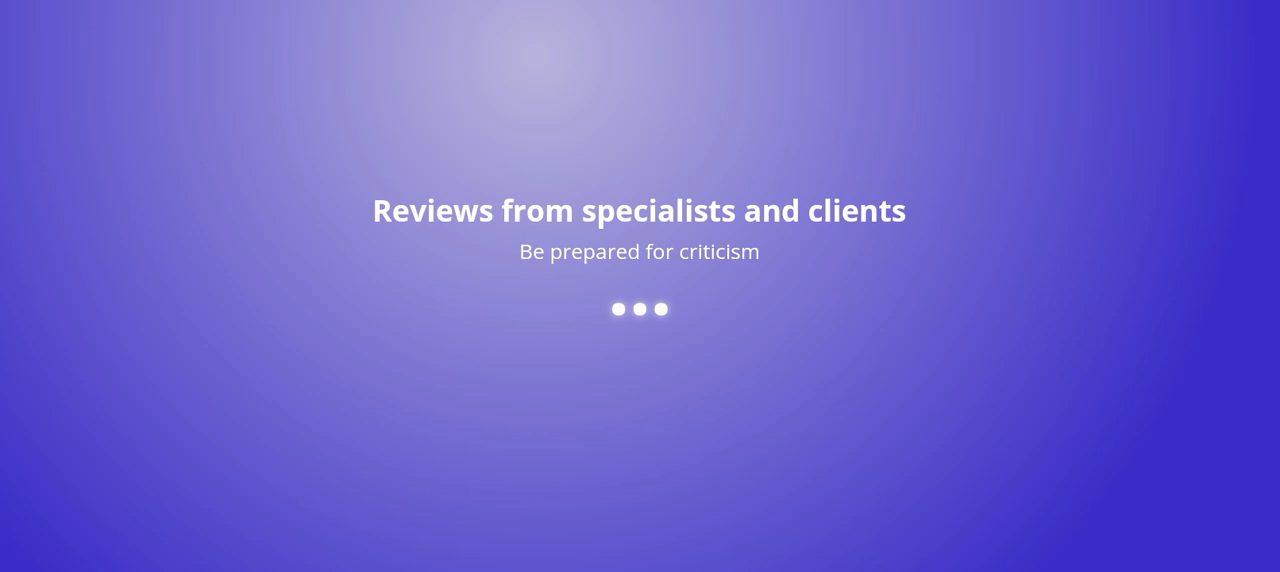 Reviews from specialists and clients
Be prepared for criticism